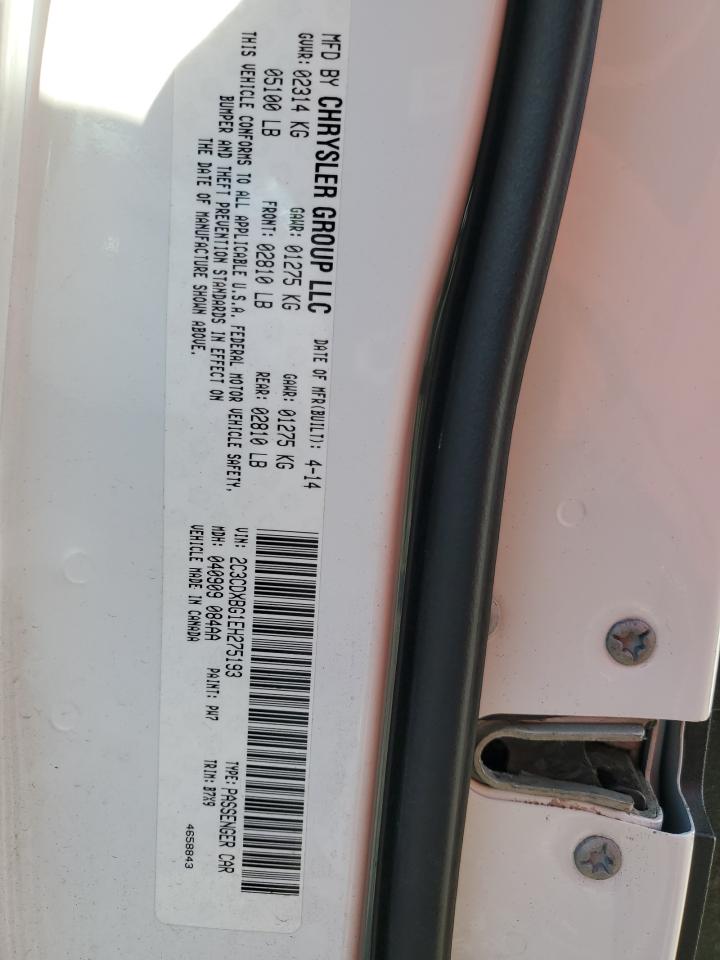 MFD BY CHRYSLER GROUP LLC DATE OF MFR(BUILT): 4-14
GVWR: 02314 KG GAWR: 01275 KG GAWR: 01275 KG
05100 LB FRONT: 02810 LB REAR: 02810 LB
THIS VEHICLE CONFORMS TO ALL APPLICABLE U.S.A. FEDERAL MOTOR VEHICLE SAFETY,
BUMPER AND THEFT PREVENTION STANDARDS IN EFFECT ON
THE DATE OF MANUFACTURE SHOWN ABOVE.
VIN: 2C3CDXBG1EH275193 TYPE: PASSENGER CAR
MDH: 040909 084AA PAINT: PW7 TRIM: B7X9
VEHICLE MADE IN CANADA
4658843